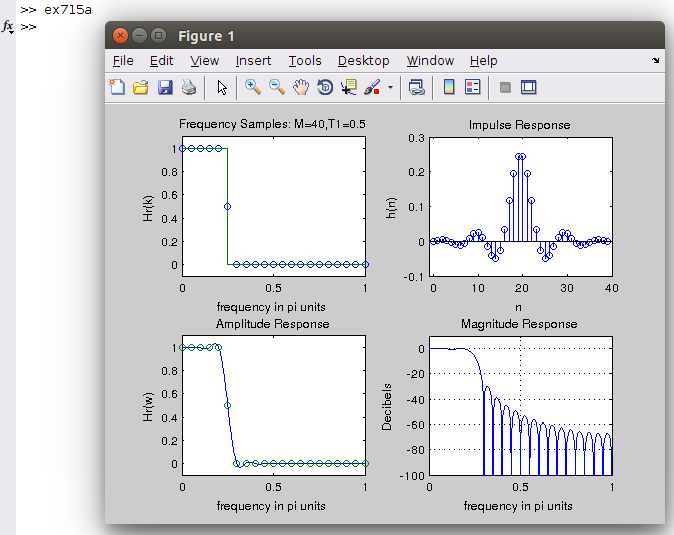 >> ex715a
fx >>
Figure 1
File Edit View Insert Tools Desktop Window Help
Frequency Samples: M=40,T1=0.5
1
0.8
0.6
0.4
0.2
0
Hr(k)
0 0.5 1
frequency in pi units
Impulse Response
0.3
0.2
0.1
0
-0.1
h(n)
0 10 20 30 40
n
Amplitude Response
1
0.8
0.6
0.4
0.2
0
Hr(w)
0 0.5 1
frequency in pi units
Magnitude Response
0
-20
-40
-60
-80
-100
Decibels
0 0.5 1
frequency in pi units